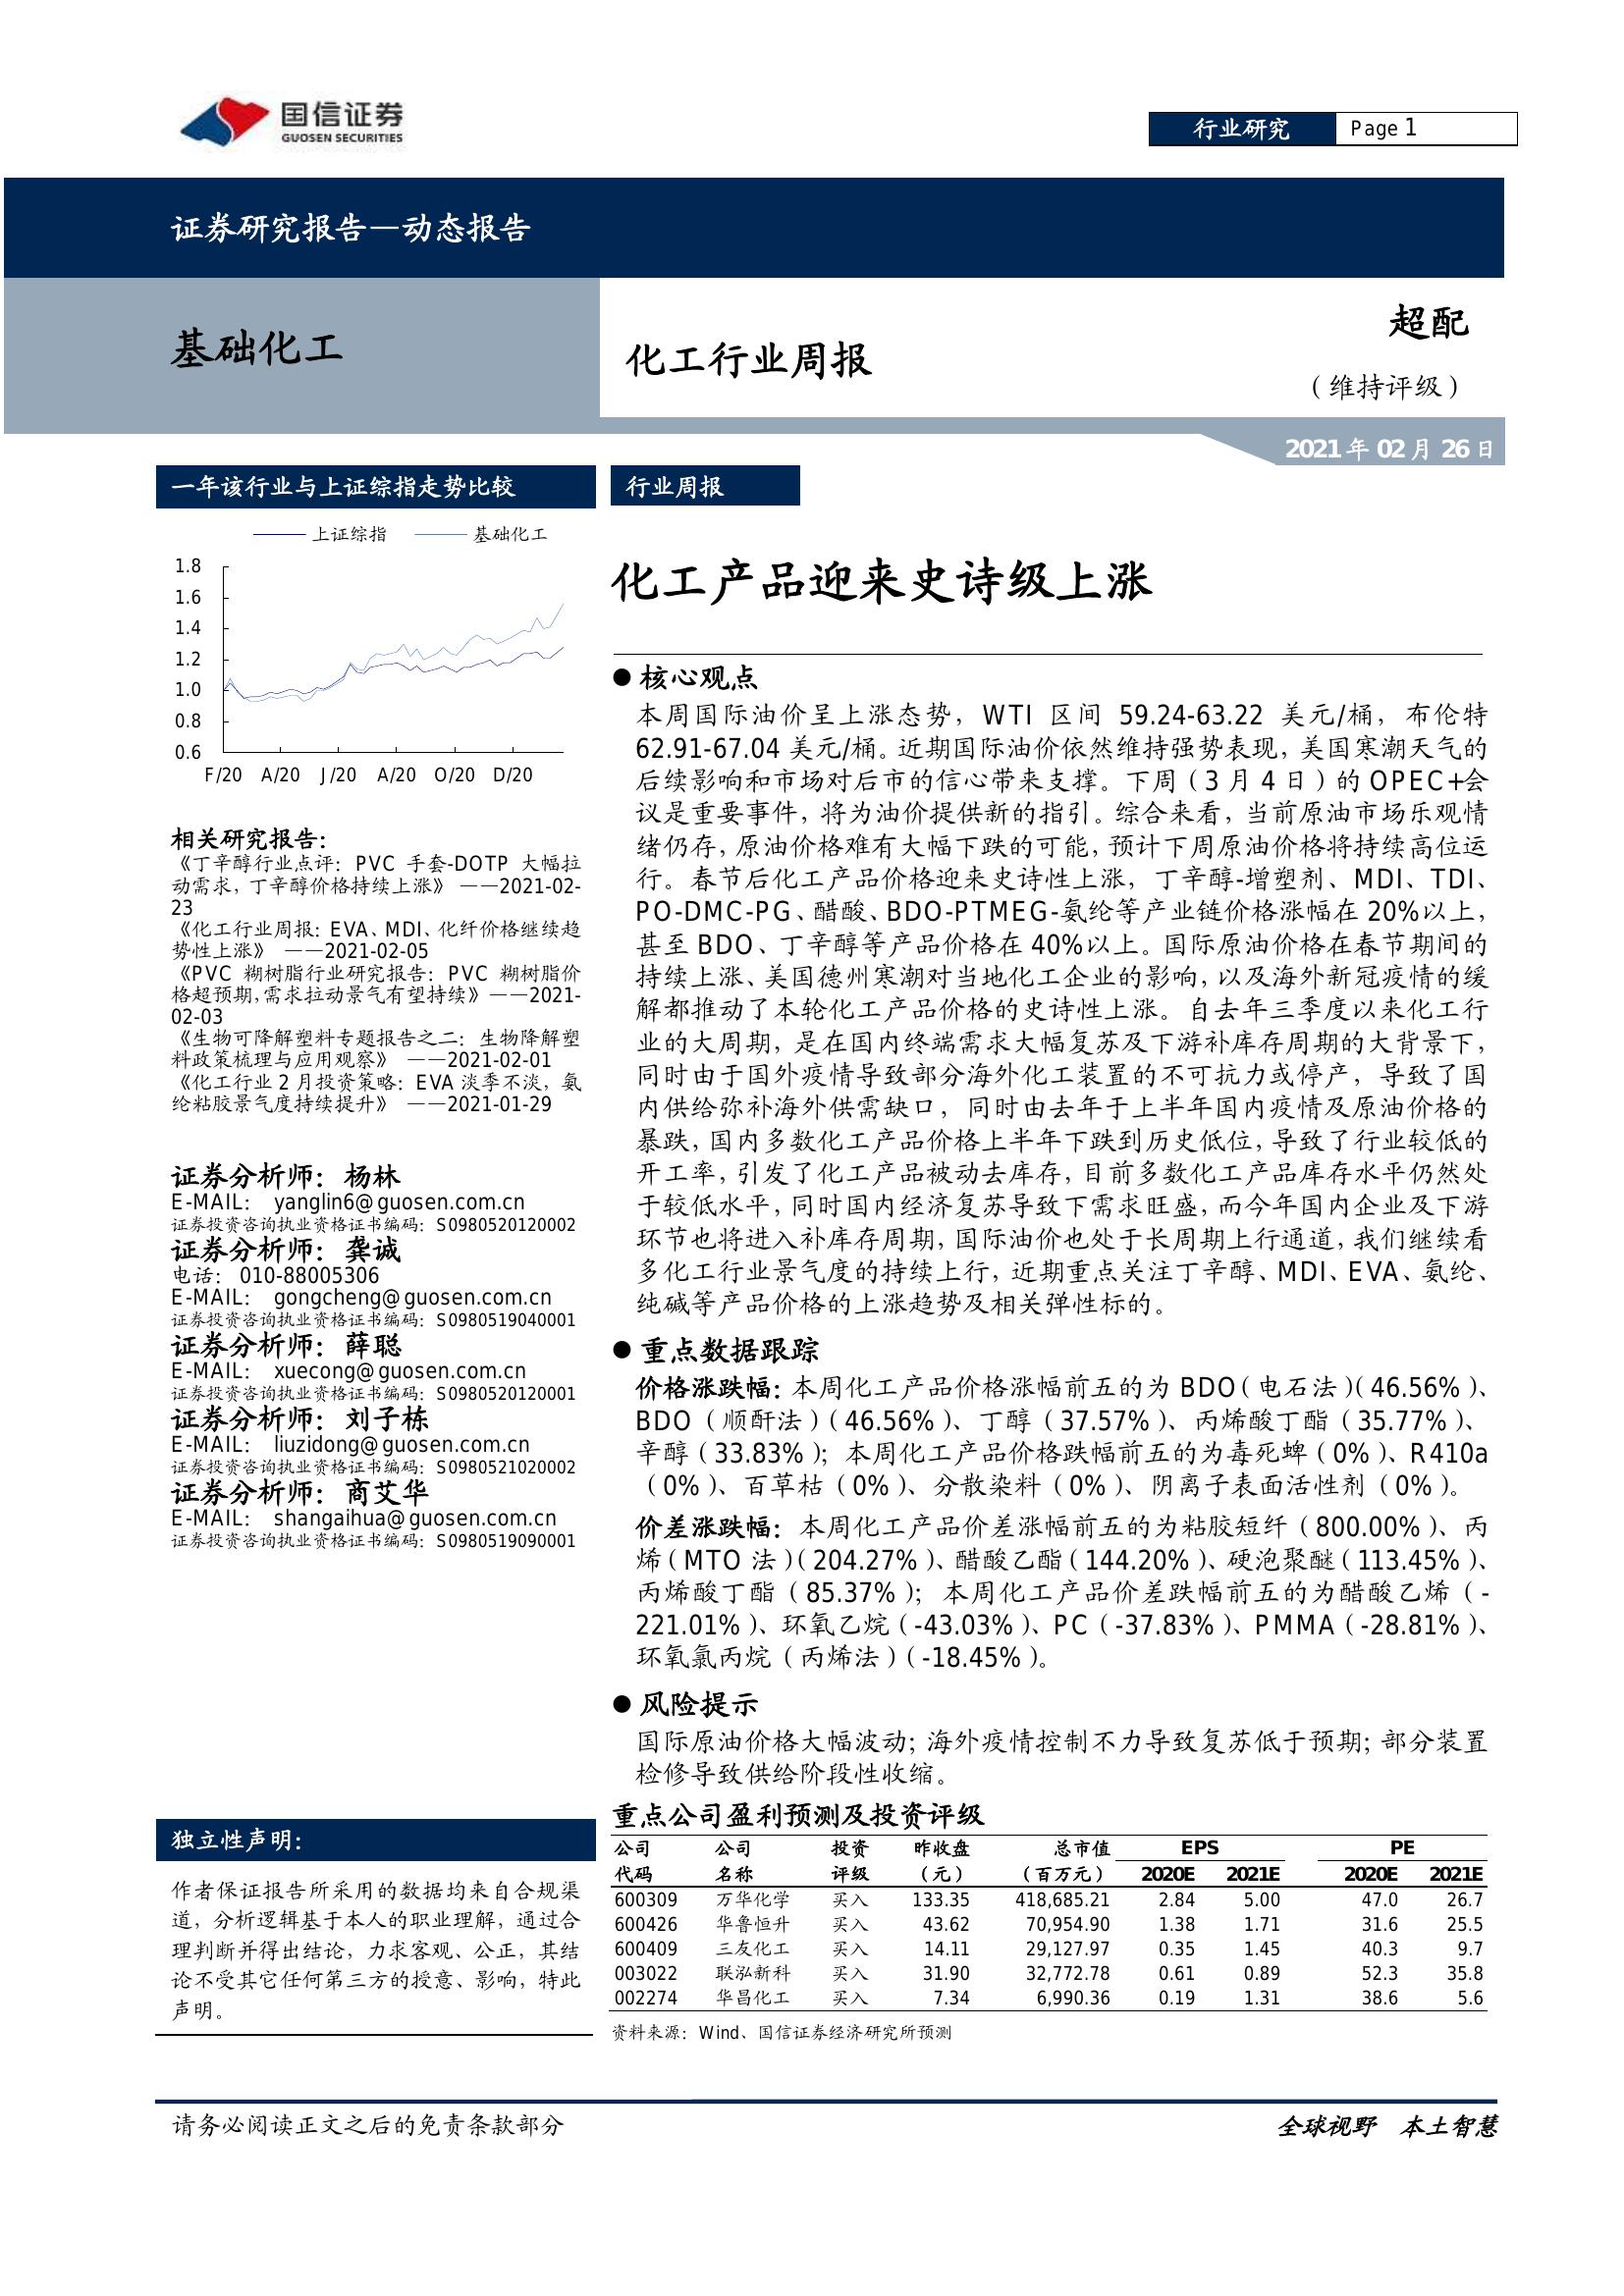 国信证券
GUOSEN SECURITIES
行业研究 Page 1
证券研究报告—动态报告
基础化工
化工行业周报
超配
（维持评级）
2021 年 02 月 26 日
一年该行业与上证综指走势比较
上证综指 基础化工
1.8
1.6
1.4
1.2
1.0
0.8
0.6
F/20 A/20 J/20 A/20 O/20 D/20
相关研究报告：
《丁辛醇行业点评：PVC 手套-DOTP 大幅拉
动需求，丁辛醇价格持续上涨》 ——2021-02-
23
《化工行业周报：EVA、MDI、化纤价格继续趋
势性上涨》 ——2021-02-05
《PVC 糊树脂行业研究报告：PVC 糊树脂价
格超预期，需求拉动景气有望持续》——2021-
02-03
《生物可降解塑料专题报告之二：生物降解塑
料政策梳理与应用观察》 ——2021-02-01
《化工行业 2 月投资策略：EVA 淡季不淡，氨
纶粘胶景气度持续提升》 ——2021-01-29
证券分析师：杨林
E-MAIL： yanglin6@guosen.com.cn
证券投资咨询执业资格证书编码：S0980520120002
证券分析师：龚诚
电话： 010-88005306
E-MAIL： gongcheng@guosen.com.cn
证券投资咨询执业资格证书编码：S0980519040001
证券分析师：薛聪
E-MAIL： xuecong@guosen.com.cn
证券投资咨询执业资格证书编码：S0980520120001
证券分析师：刘子栋
E-MAIL： liuzidong@guosen.com.cn
证券投资咨询执业资格证书编码：S0980521020002
证券分析师：商艾华
E-MAIL： shangaihua@guosen.com.cn
证券投资咨询执业资格证书编码：S0980519090001
独立性声明：
作者保证报告所采用的数据均来自合规渠
道，分析逻辑基于本人的职业理解，通过合
理判断并得出结论，力求客观、公正，其结
论不受其它任何第三方的授意、影响，特此
声明。
行业周报
化工产品迎来史诗级上涨
● 核心观点
本周国际油价呈上涨态势，WTI 区间 59.24-63.22 美元/桶，布伦特
62.91-67.04 美元/桶。近期国际油价依然维持强势表现，美国寒潮天气的
后续影响和市场对后市的信心带来支撑。下周（3 月 4 日）的 OPEC+会
议是重要事件，将为油价提供新的指引。综合来看，当前原油市场乐观情
绪仍存，原油价格难有大幅下跌的可能，预计下周原油价格将持续高位运
行。春节后化工产品价格迎来史诗性上涨，丁辛醇-增塑剂、MDI、TDI、
PO-DMC-PG、醋酸、BDO-PTMEG-氨纶等产业链价格涨幅在 20%以上，
甚至 BDO、丁辛醇等产品价格在 40%以上。国际原油价格在春节期间的
持续上涨、美国德州寒潮对当地化工企业的影响，以及海外新冠疫情的缓
解都推动了本轮化工产品价格的史诗性上涨。自去年三季度以来化工行
业的大周期，是在国内终端需求大幅复苏及下游补库存周期的大背景下，
同时由于国外疫情导致部分海外化工装置的不可抗力或停产，导致了国
内供给弥补海外供需缺口，同时由去年于上半年国内疫情及原油价格的
暴跌，国内多数化工产品价格上半年下跌到历史低位，导致了行业较低的
开工率，引发了化工产品被动去库存，目前多数化工产品库存水平仍然处
于较低水平，同时国内经济复苏导致下需求旺盛，而今年国内企业及下游
环节也将进入补库存周期，国际油价也处于长周期上行通道，我们继续看
多化工行业景气度的持续上行，近期重点关注丁辛醇、MDI、EVA、氨纶、
纯碱等产品价格的上涨趋势及相关弹性标的。
● 重点数据跟踪
价格涨跌幅：本周化工产品价格涨幅前五的为 BDO（电石法）（46.56%）、
BDO（顺酐法）（46.56%）、丁醇（37.57%）、丙烯酸丁酯（35.77%）、
辛醇（33.83%）；本周化工产品价格跌幅前五的为毒死蜱（0%）、R410a
（0%）、百草枯（0%）、分散染料（0%）、阴离子表面活性剂（0%）。
价差涨跌幅：本周化工产品价差涨幅前五的为粘胶短纤（800.00%）、丙
烯（MTO 法）（204.27%）、醋酸乙酯（144.20%）、硬泡聚醚（113.45%）、
丙烯酸丁酯（85.37%）；本周化工产品价差跌幅前五的为醋酸乙烯（-
221.01%）、环氧乙烷（-43.03%）、PC（-37.83%）、PMMA（-28.81%）、
环氧氯丙烷（丙烯法）（-18.45%）。
● 风险提示
国际原油价格大幅波动；海外疫情控制不力导致复苏低于预期；部分装置
检修导致供给阶段性收缩。
重点公司盈利预测及投资评级
公司 公司 投资 昨收盘 总市值 EPS PE
代码 名称 评级 （元） （百万元） 2020E 2021E 2020E 2021E
600309 万华化学 买入 133.35 418,685.21 2.84 5.00 47.0 26.7
600426 华鲁恒升 买入 43.62 70,954.90 1.38 1.71 31.6 25.5
600409 三友化工 买入 14.11 29,127.97 0.35 1.45 40.3 9.7
003022 联泓新科 买入 31.90 32,772.78 0.61 0.89 52.3 35.8
002274 华昌化工 买入 7.34 6,990.36 0.19 1.31 38.6 5.6
资料来源：Wind、国信证券经济研究所预测
请务必阅读正文之后的免责条款部分 全球视野 本土智慧